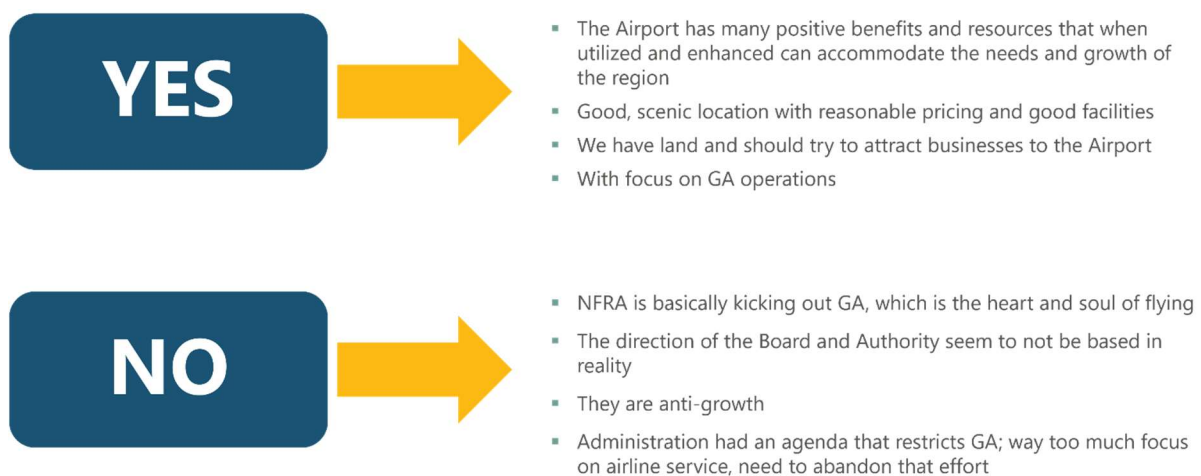 YES
▪ The Airport has many positive benefits and resources that when
utilized and enhanced can accommodate the needs and growth of
the region
▪ Good, scenic location with reasonable pricing and good facilities
▪ We have land and should try to attract businesses to the Airport
▪ With focus on GA operations
NO
▪ NFRA is basically kicking out GA, which is the heart and soul of flying
▪ The direction of the Board and Authority seem to not be based in
reality
▪ They are anti-growth
▪ Administration had an agenda that restricts GA; way too much focus
on airline service, need to abandon that effort